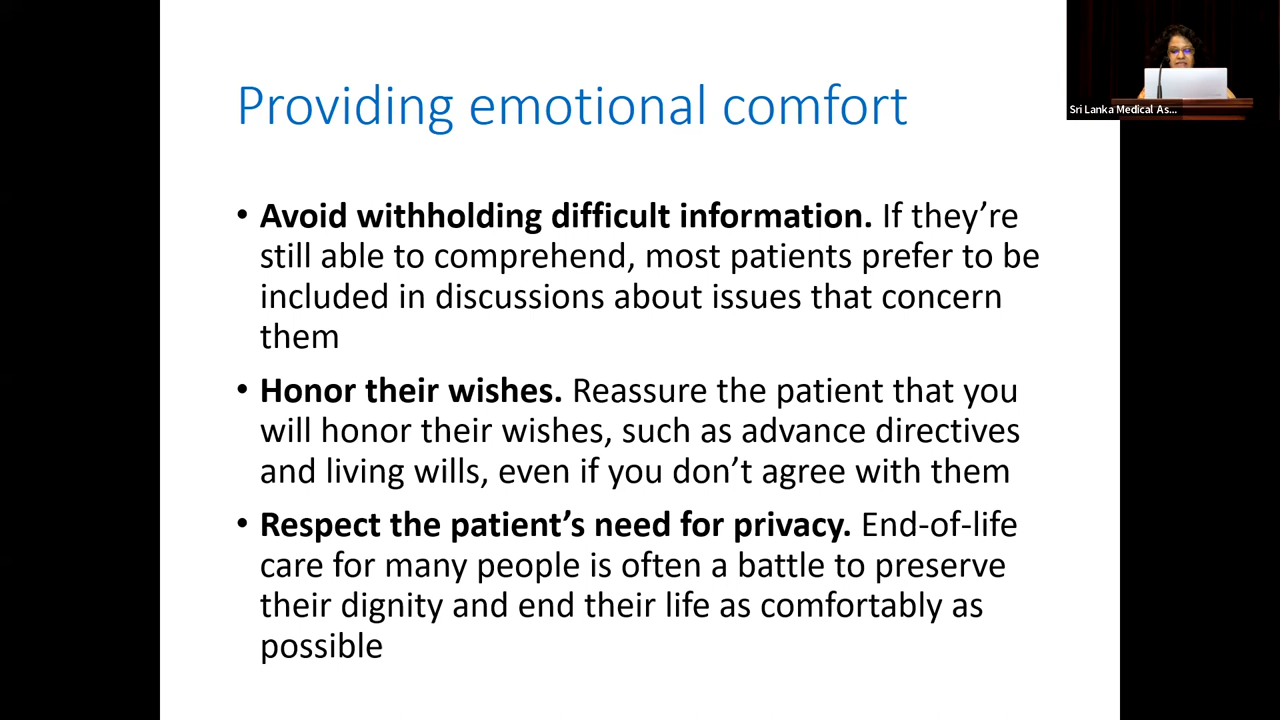 Providing emotional comfort
Sri Lanka Medical As...
• Avoid withholding difficult information. If they’re
still able to comprehend, most patients prefer to be
included in discussions about issues that concern
them
• Honor their wishes. Reassure the patient that you
will honor their wishes, such as advance directives
and living wills, even if you don’t agree with them
• Respect the patient’s need for privacy. End-of-life
care for many people is often a battle to preserve
their dignity and end their life as comfortably as
possible